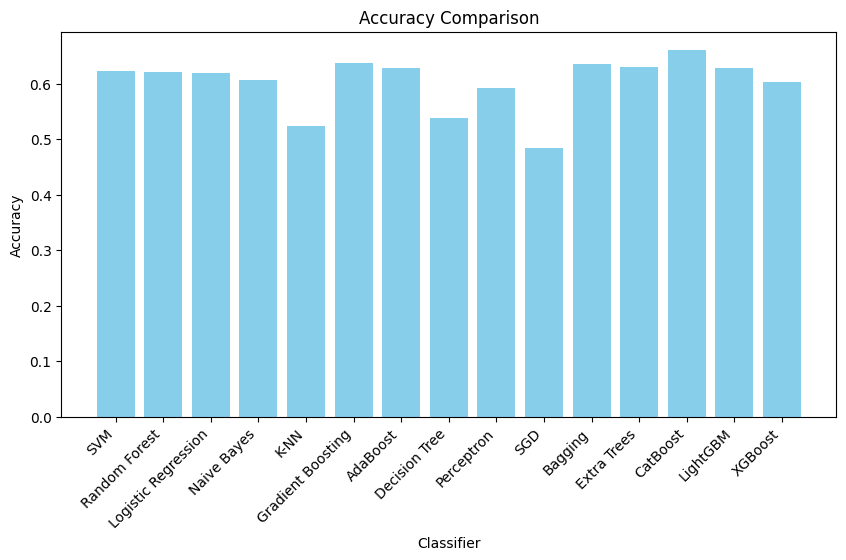 Accuracy Comparison
Accuracy
0.6
0.5
0.4
0.3
0.2
0.1
0.0
SVM
Random Forest
Logistic Regression
Naive Bayes
K-NN
Gradient Boosting
AdaBoost
Decision Tree
Perceptron
SGD
Bagging
Extra Trees
CatBoost
LightGBM
XGBoost
Classifier